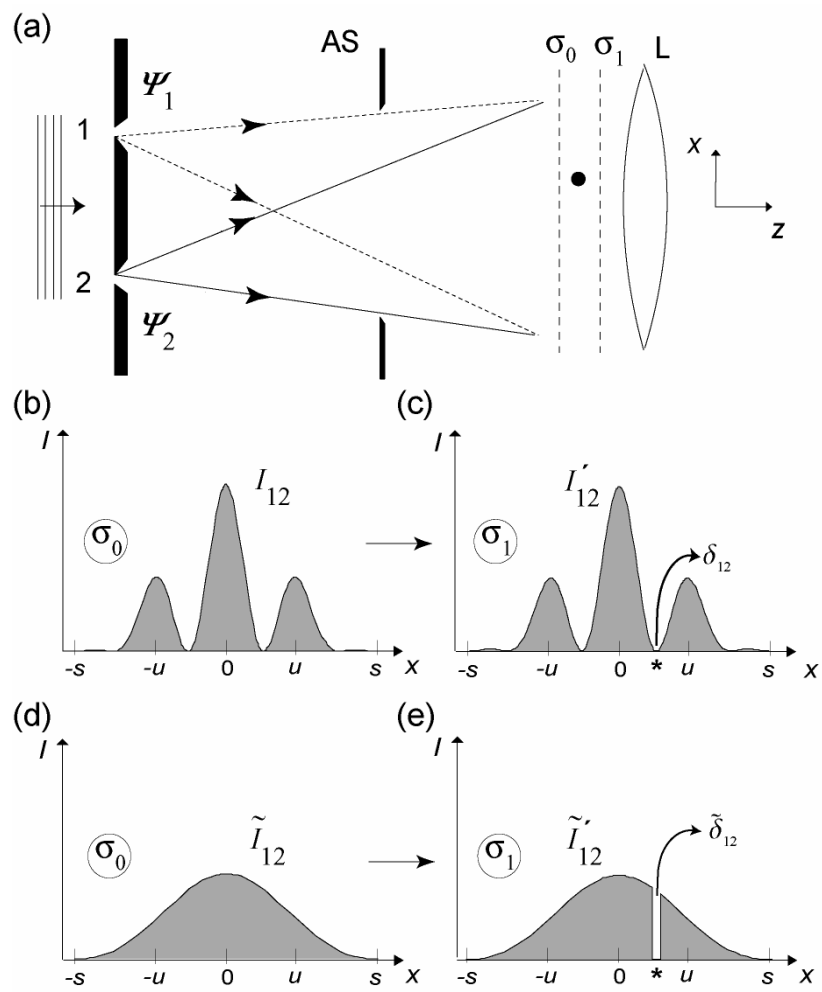 (a)
AS
σ0 σ1 L
Ψ1
1
x
z
2
Ψ2
(b) (c)
I I
I12 I′12
σ0 σ1
δ12
-s -u 0 u s x -s -u 0 * u s x
(d) (e)
I I
Ĩ12 Ĩ′12 δ̃12
σ0 σ1
-s -u 0 u s x -s -u 0 * u s x